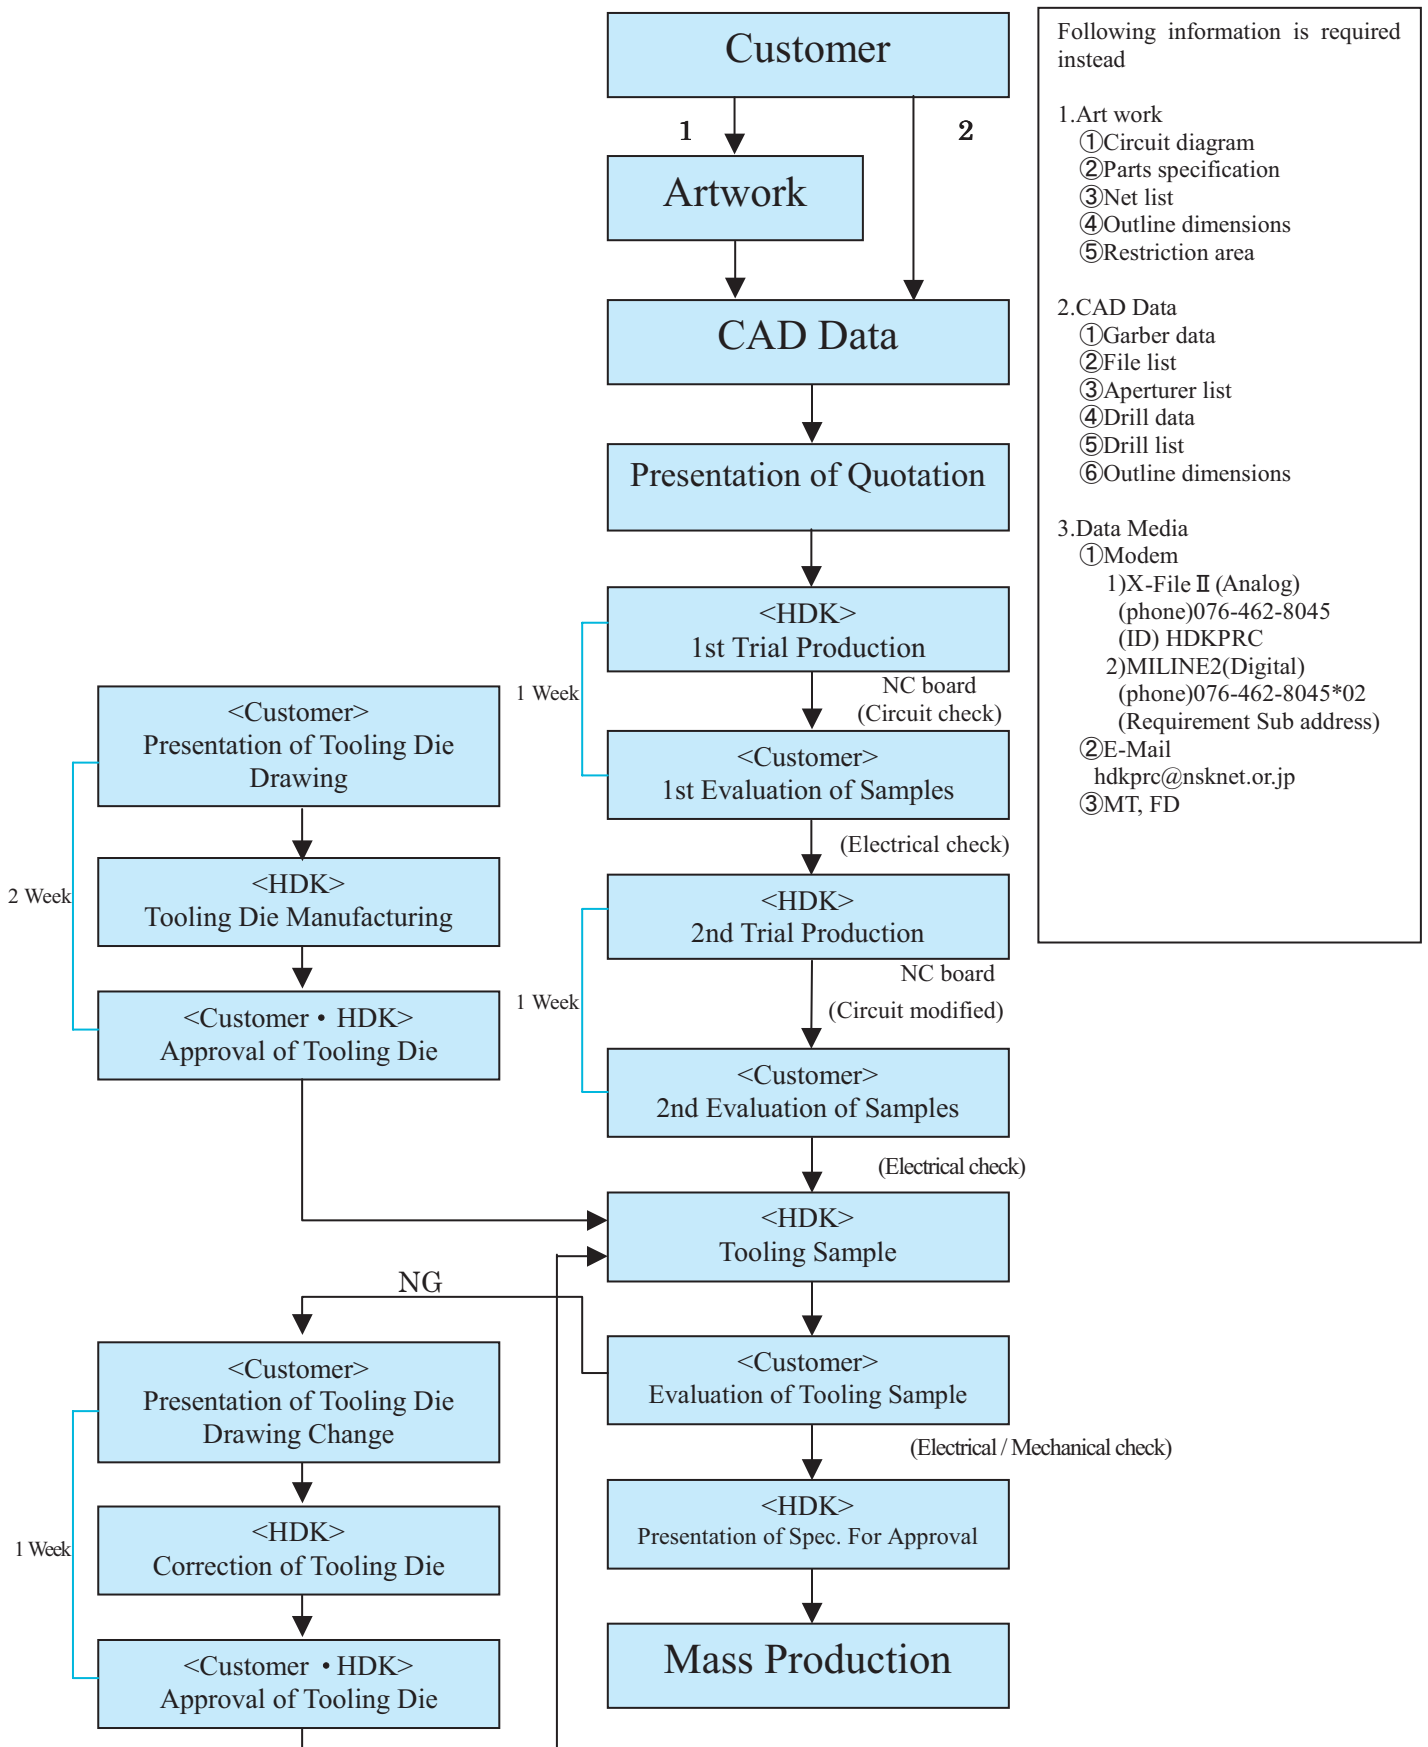 Customer
1
2
Artwork
CAD Data
Presentation of Quotation
<HDK>
1st Trial Production
1 Week
NC board
(Circuit check)
<Customer>
1st Evaluation of Samples
(Electrical check)
<HDK>
2nd Trial Production
1 Week
NC board
(Circuit modified)
<Customer>
2nd Evaluation of Samples
(Electrical check)
<Customer>
Presentation of Tooling Die
Drawing
2 Week
<HDK>
Tooling Die Manufacturing
<Customer・HDK>
Approval of Tooling Die
<HDK>
Tooling Sample
NG
<Customer>
Evaluation of Tooling Sample
(Electrical / Mechanical check)
<HDK>
Presentation of Spec. For Approval
Mass Production
<Customer>
Presentation of Tooling Die
Drawing Change
1 Week
<HDK>
Correction of Tooling Die
<Customer ・HDK>
Approval of Tooling Die
Following information is required
instead
1.Art work
①Circuit diagram
②Parts specification
③Net list
④Outline dimensions
⑤Restriction area
2.CAD Data
①Garber data
②File list
③Aperturer list
④Drill data
⑤Drill list
⑥Outline dimensions
3.Data Media
①Modem
1)X-FileⅡ(Analog)
(phone)076-462-8045
(ID) HDKPRC
2)MILINE2(Digital)
(phone)076-462-8045*02
(Requirement Sub address)
②E-Mail
hdkprc@nsknet.or.jp
③MT, FD